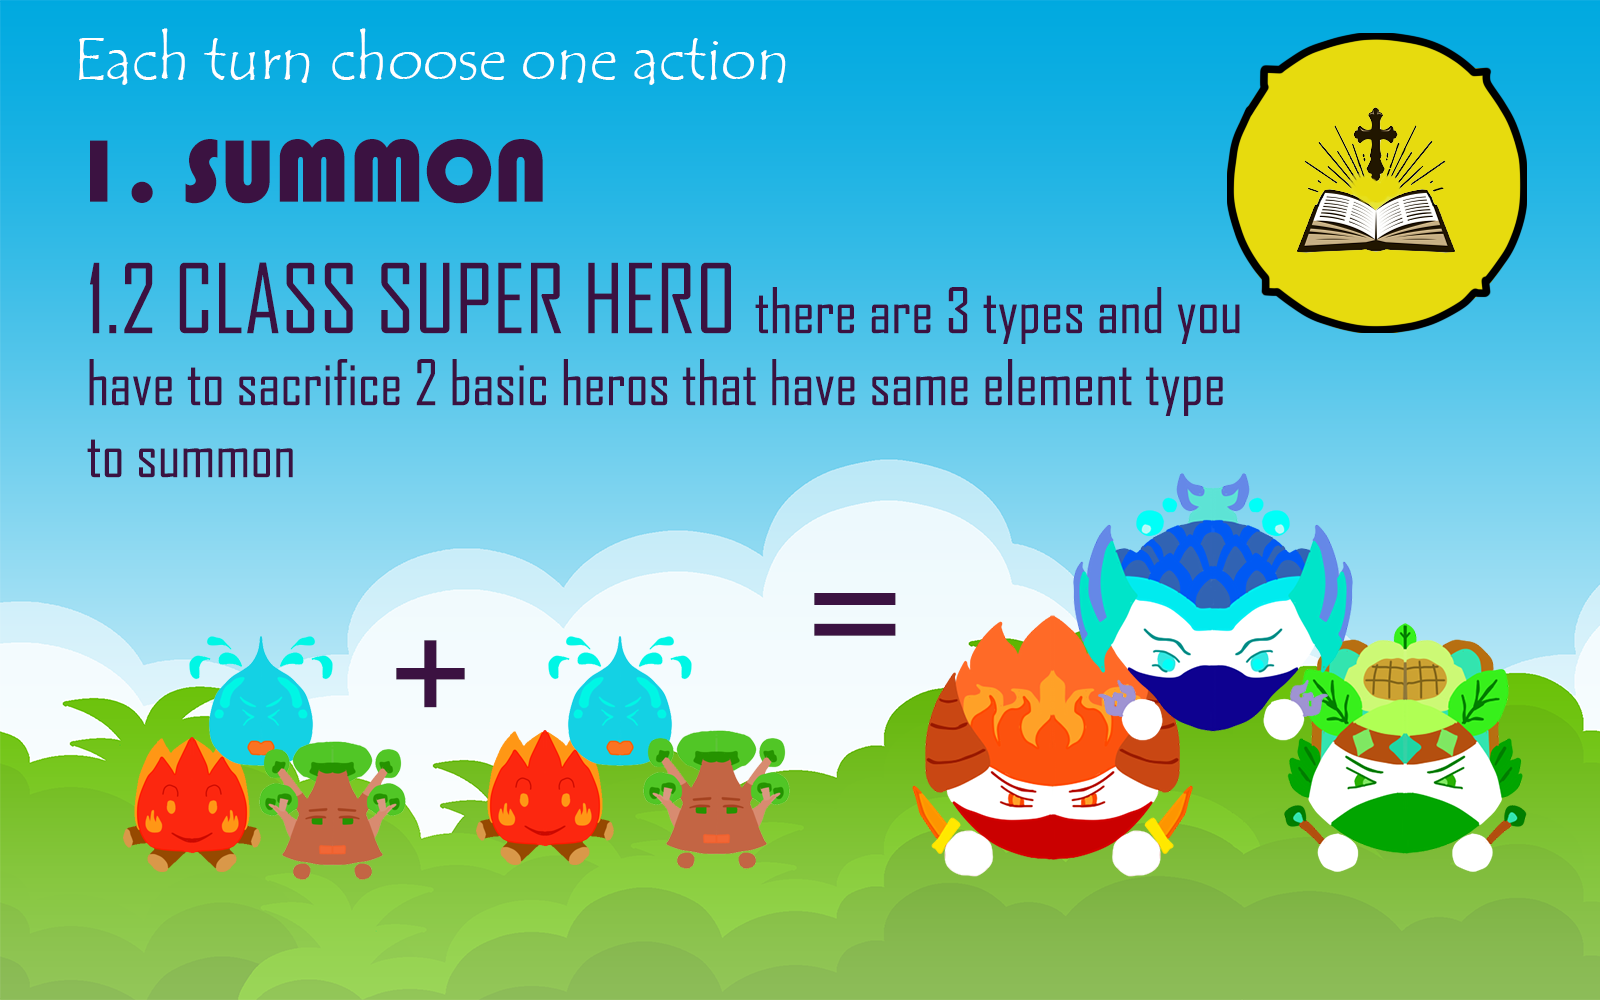 Each turn choose one action
1. SUMMON
1.2 CLASS SUPER HERO there are 3 types and you
have to sacrifice 2 basic heros that have same element type
to summon
+ =